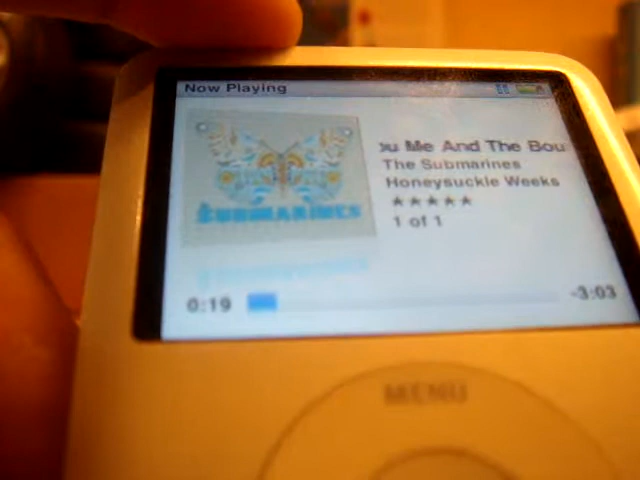 Now Playing
SUBMARINES
ou Me And The Bou
The Submarines
Honeysuckle Weeks
★★★★★
1 of 1
0:19
-3:03
MENU